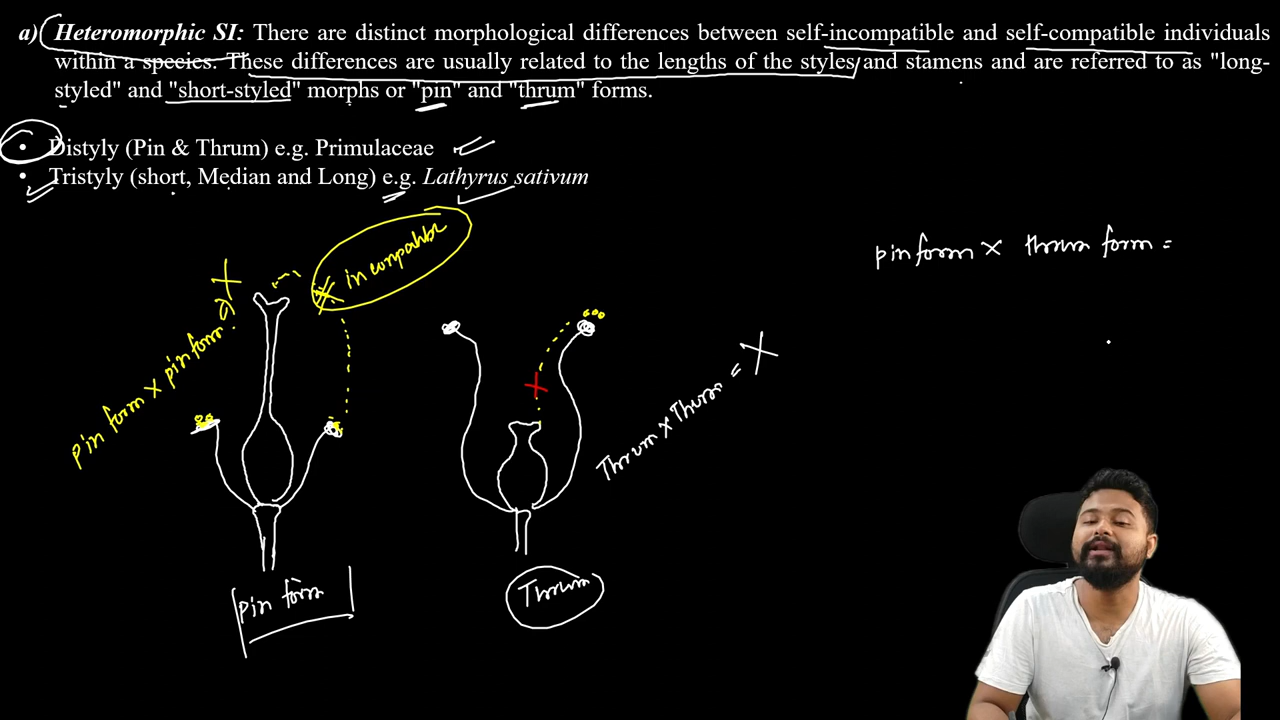 a) Heteromorphic SI: There are distinct morphological differences between self-incompatible and self-compatible individuals
within a species. These differences are usually related to the lengths of the styles and stamens and are referred to as "long-
styled" and "short-styled" morphs or "pin" and "thrum" forms.
• Distyly (Pin & Thrum) e.g. Primulaceae
• Tristyly (short, Median and Long) e.g. Lathyrus sativum
pin form × thrum form =
incompatible
pin form × pin form = X
Thrum × Thrum = X
pin form
Thrum